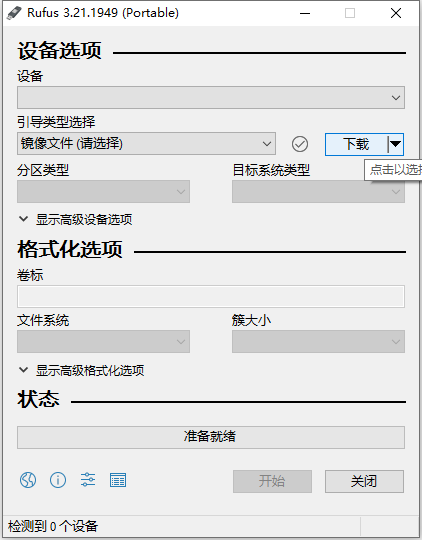 Rufus 3.21.1949 (Portable)
设备选项
设备
引导类型选择
镜像文件 (请选择)
下载
点击以选择
分区类型
目标系统类型
显示高级设备选项
格式化选项
卷标
文件系统
簇大小
显示高级格式化选项
状态
准备就绪
开始
关闭
检测到 0 个设备